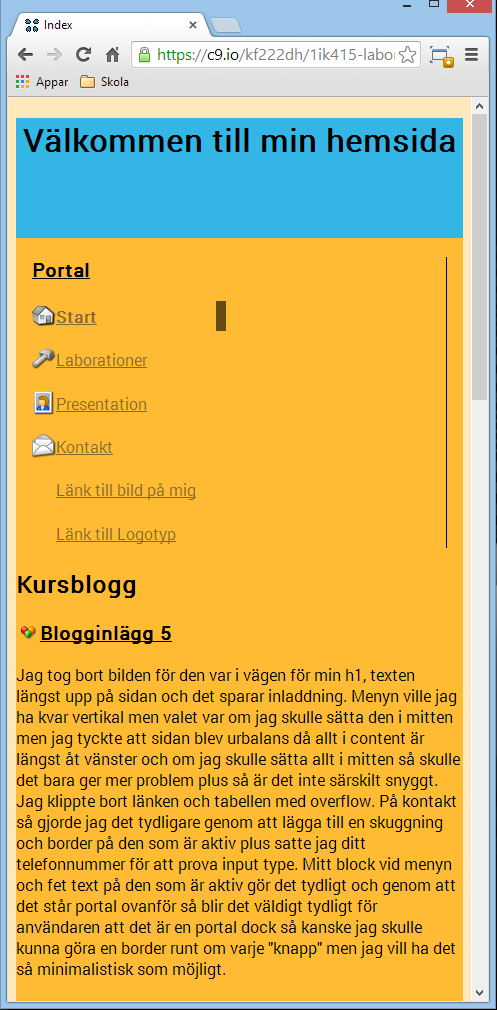 Index
https://c9.io/kf222dh/1ik415-labor
Appar
Skola
Välkommen till min hemsida
Portal
Start
Laborationer
Presentation
Kontakt
Länk till bild på mig
Länk till Logotyp
Kursblogg
Blogginlägg 5
Jag tog bort bilden för den var i vägen för min h1, texten
längst upp på sidan och det sparar inladdning. Menyn ville jag
ha kvar vertikal men valet var om jag skulle sätta den i mitten
men jag tyckte att sidan blev urbalans då allt i content är
längst åt vänster och om jag skulle sätta allt i mitten så skulle
det bara ger mer problem plus så är det inte särskilt snyggt.
Jag klippte bort länken och tabellen med overflow. På kontakt
så gjorde jag det tydligare genom att lägga till en skuggning
och border på den som är aktiv plus satte jag ditt
telefonnummer för att prova input type. Mitt block vid menyn
och fet text på den som är aktiv gör det tydligt och genom att
det står portal ovanför så blir det väldigt tydligt för
användaren att det är en portal dock så kanske jag skulle
kunna göra en border runt om varje "knapp" men jag vill ha det
så minimalistisk som möjligt.